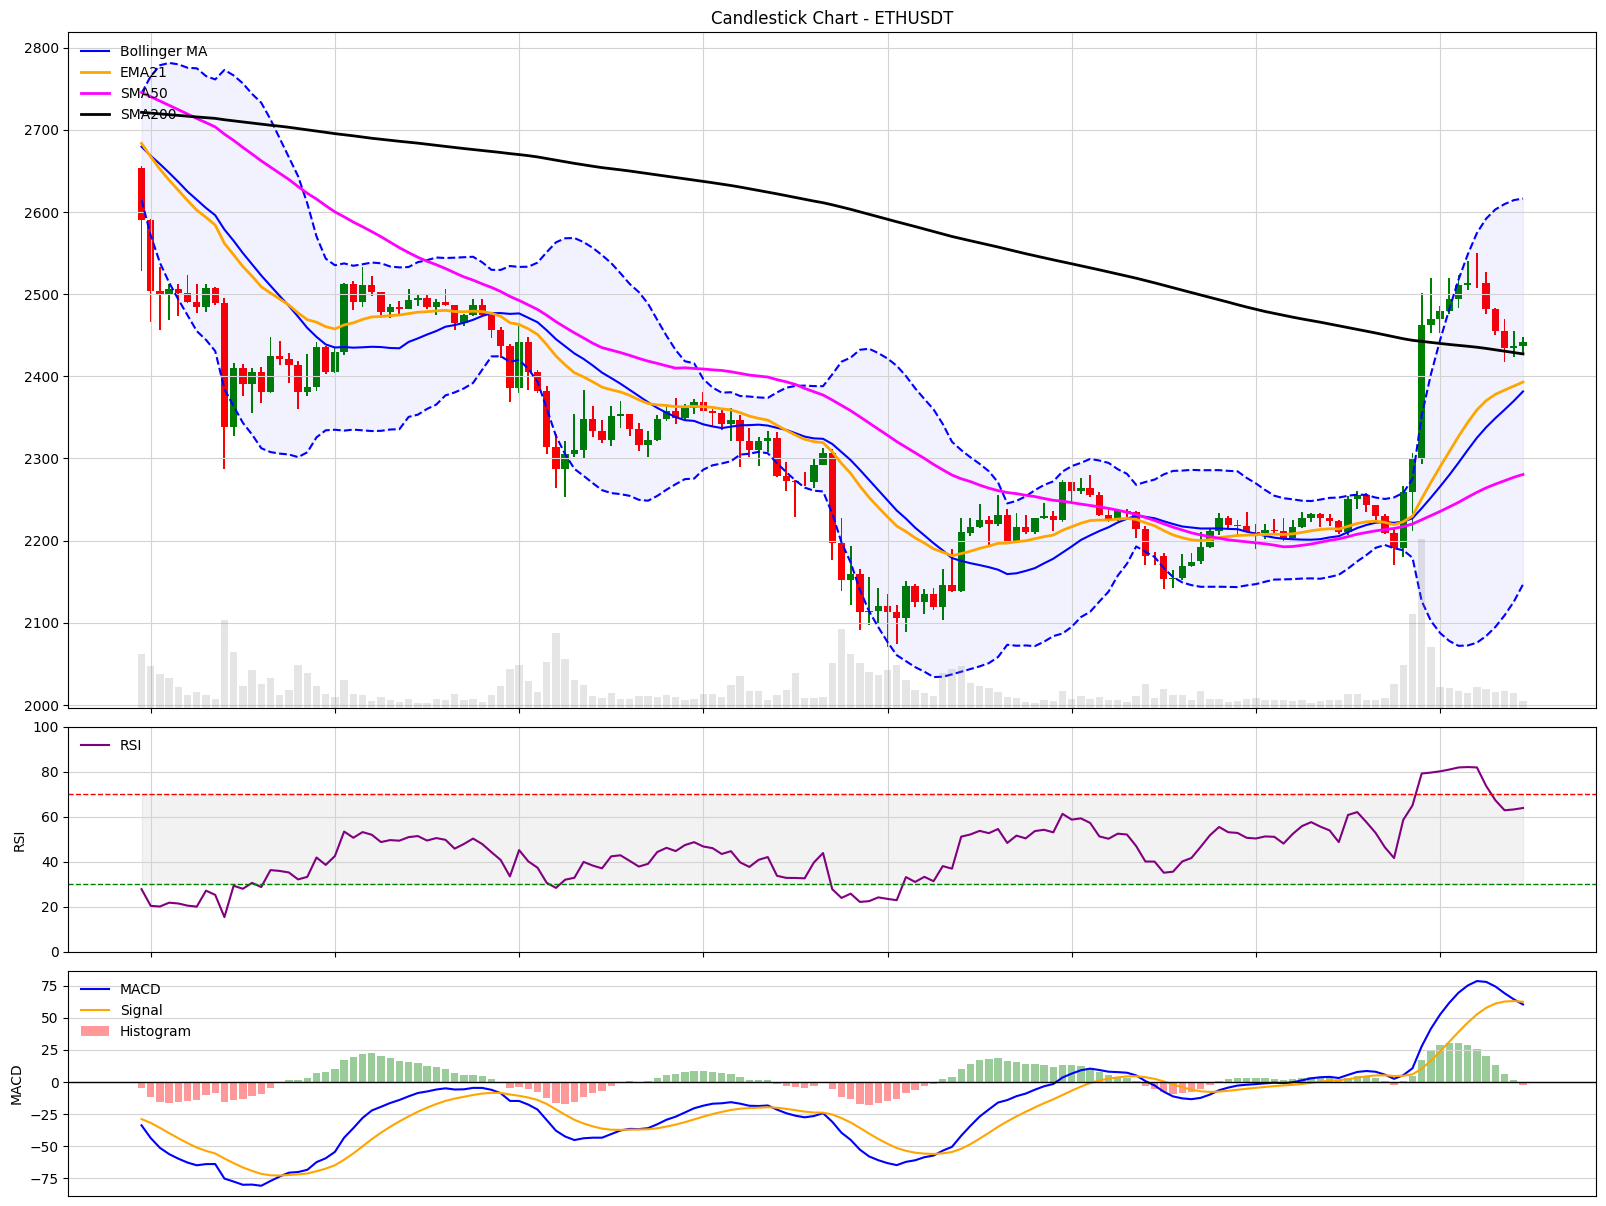 Candlestick Chart - ETHUSDT
2800
2700
2600
2500
2400
2300
2200
2100
2000
Bollinger MA
EMA21
SMA50
SMA200
100
80
60
40
20
0
RSI
RSI
75
50
25
0
−25
−50
−75
MACD
MACD
Signal
Histogram